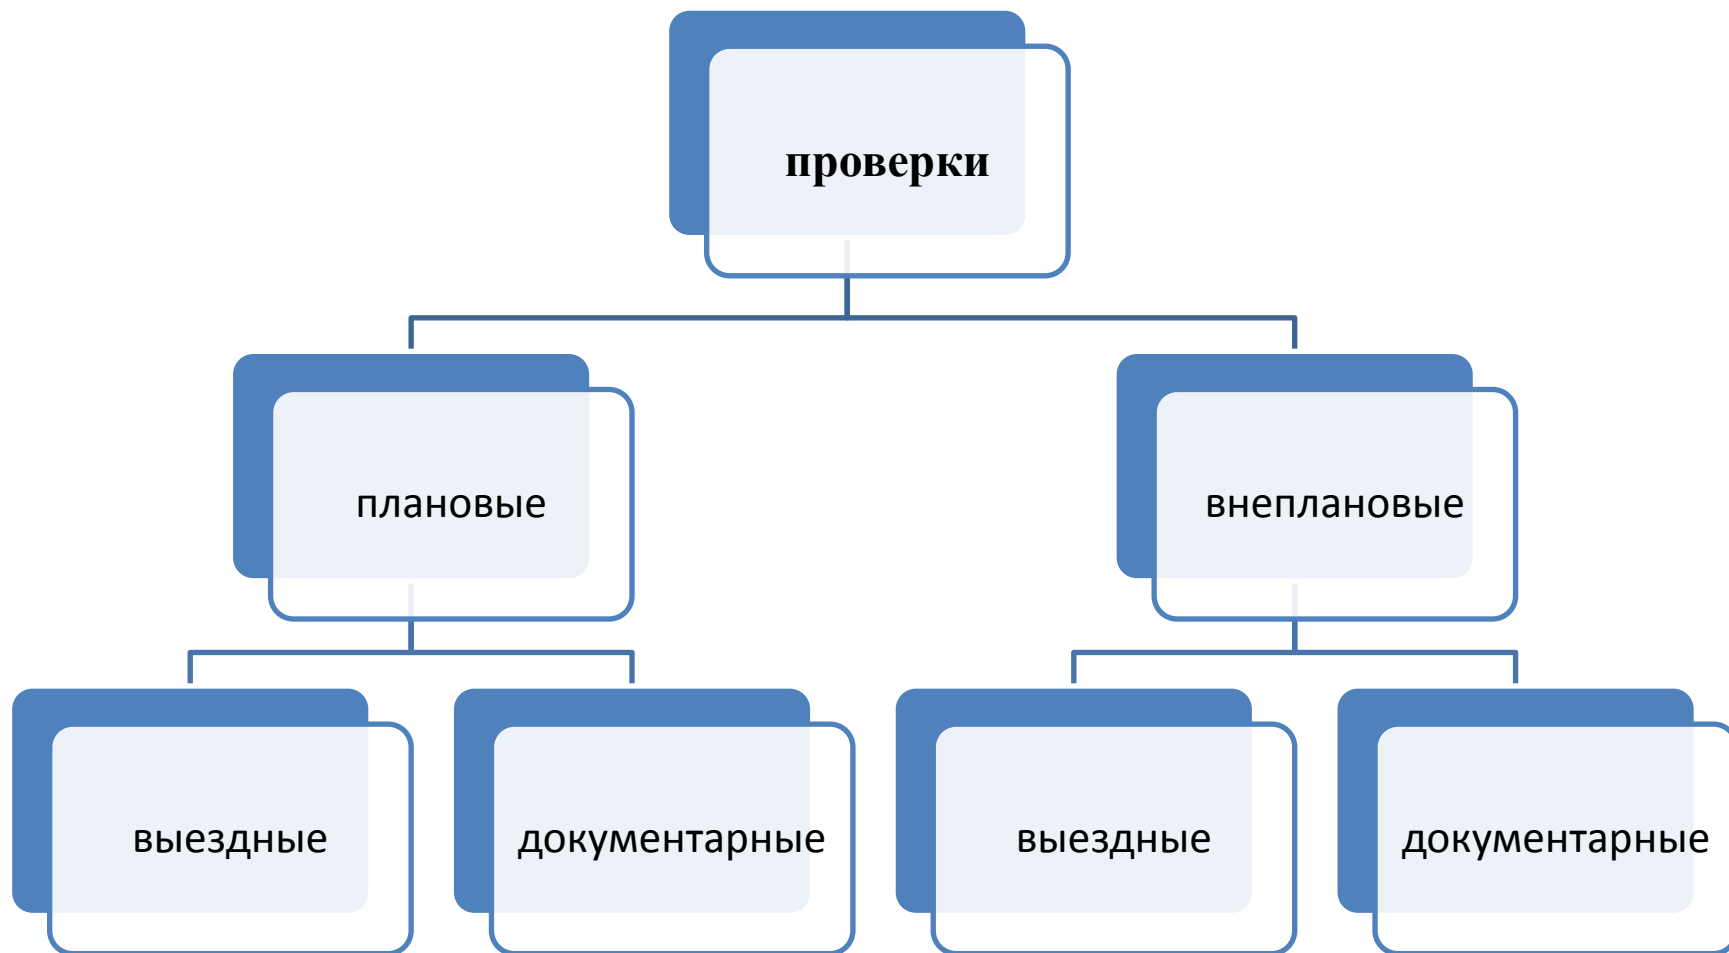 проверки
плановые
внеплановые
выездные
документарные
выездные
документарные